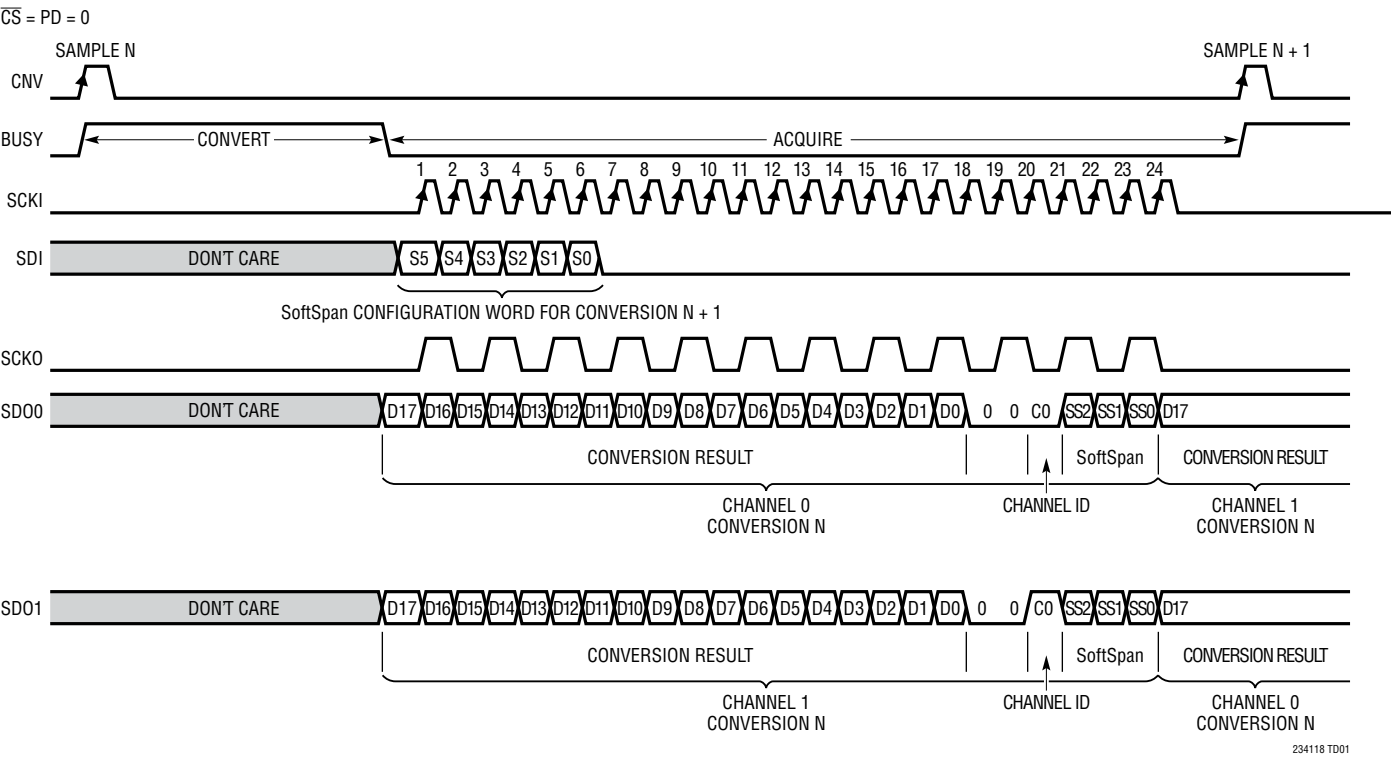 CS = PD = 0
SAMPLE N SAMPLE N + 1
CNV
BUSY CONVERT ACQUIRE
1 2 3 4 5 6 7 8 9 10 11 12 13 14 15 16 17 18 19 20 21 22 23 24
SCKI
SDI DON'T CARE S5 S4 S3 S2 S1 S0
SoftSpan CONFIGURATION WORD FOR CONVERSION N + 1
SCKO
SDO0 DON'T CARE D17 D16 D15 D14 D13 D12 D11 D10 D9 D8 D7 D6 D5 D4 D3 D2 D1 D0 0 0 C0 SS2 SS1 SS0 D17
CONVERSION RESULT SoftSpan CONVERSION RESULT
CHANNEL 0 CHANNEL ID CHANNEL 1
CONVERSION N CONVERSION N
SDO1 DON'T CARE D17 D16 D15 D14 D13 D12 D11 D10 D9 D8 D7 D6 D5 D4 D3 D2 D1 D0 0 0 C0 SS2 SS1 SS0 D17
CONVERSION RESULT SoftSpan CONVERSION RESULT
CHANNEL 1 CHANNEL ID CHANNEL 0
CONVERSION N CONVERSION N
234118 TD01